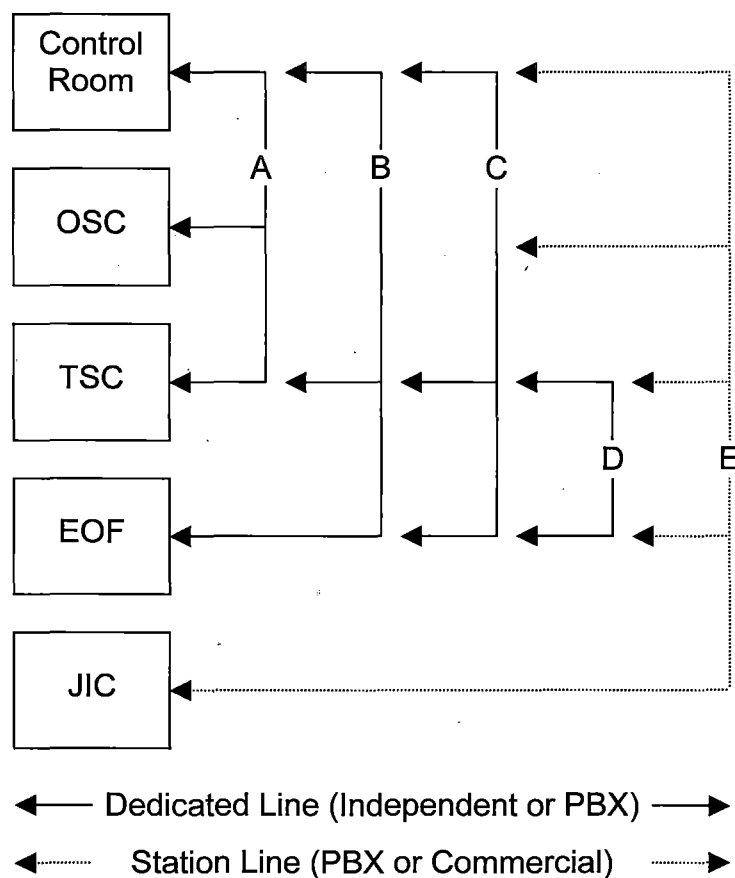 Control
Room
A B C
OSC
TSC
D E
EOF
JIC
Dedicated Line (Independent or PBX)
Station Line (PBX or Commercial)